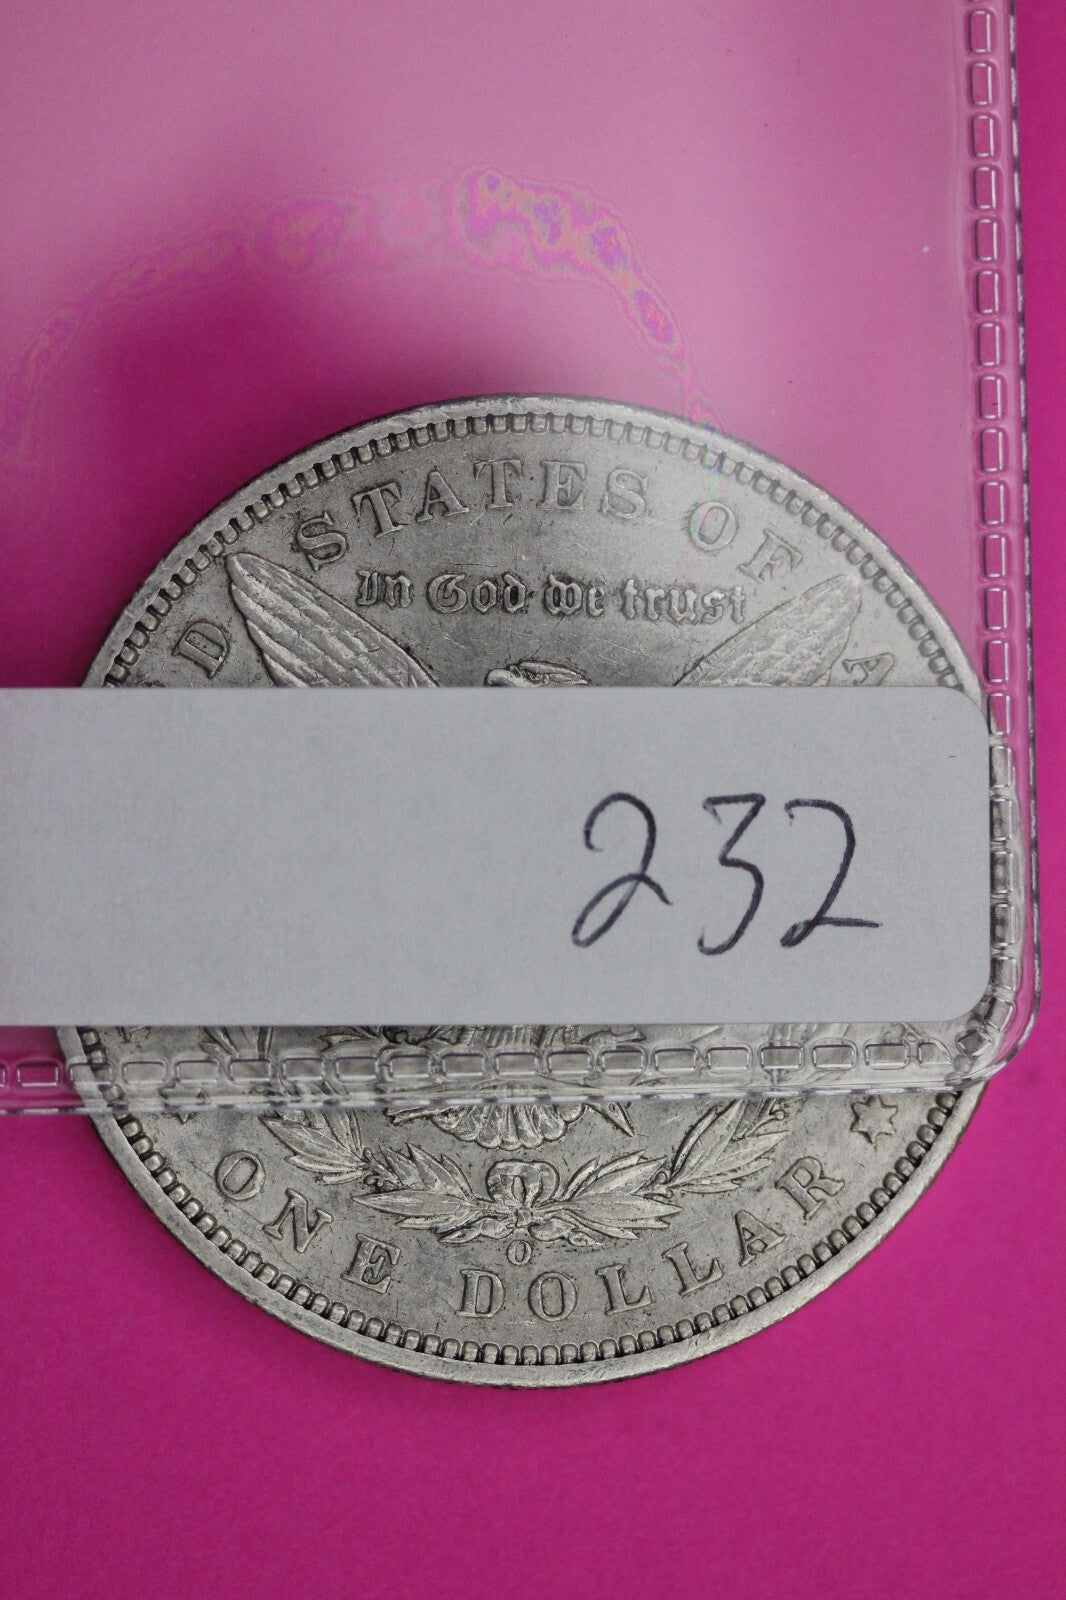 D STATES OF A
In God we trust
232
O
ONE DOLLAR